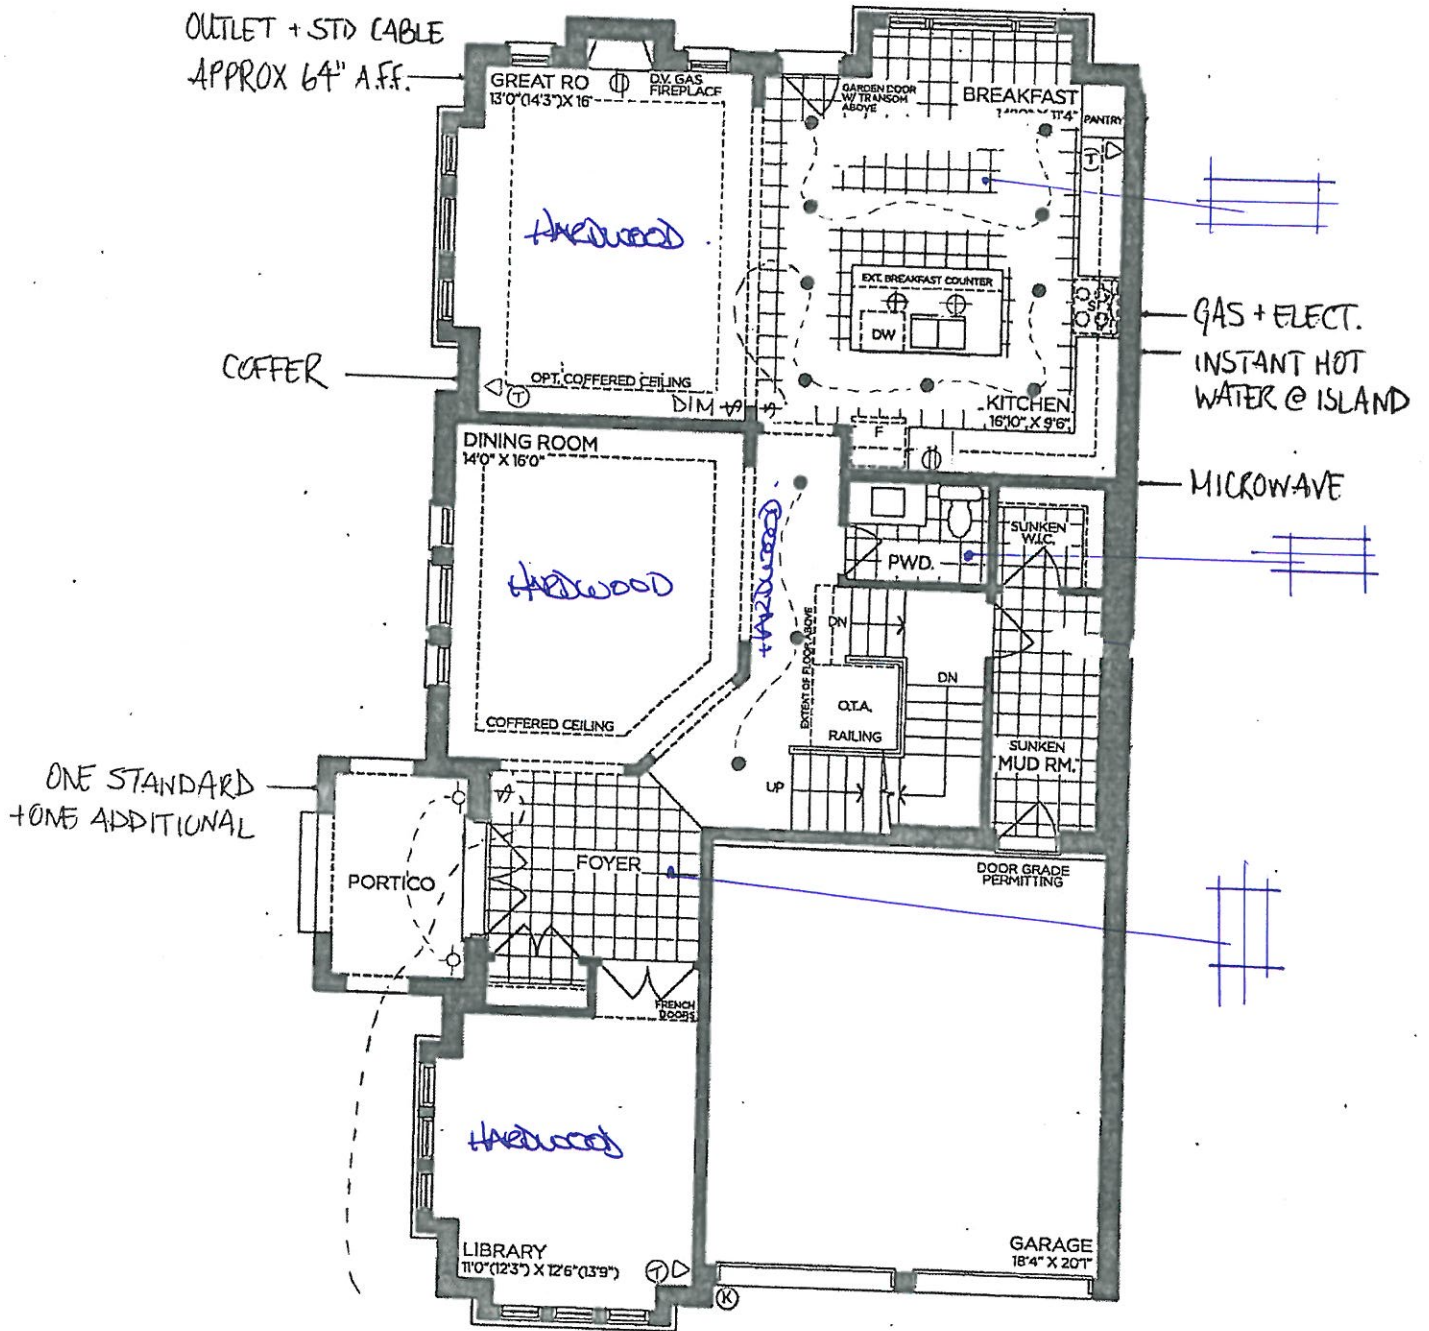 OUTLET + STD CABLE
APPROX 64" A.F.F.
GREAT RO
13'0"(14'3")X 16'
D.V. GAS
FIREPLACE
GARDEN DOOR
W/ TRANSOM
ABOVE
BREAKFAST
X 11'4"
PANTRY
T
HARDWOOD
EXT. BREAKFAST COUNTER
DW
S
GAS + ELECT.
INSTANT HOT
WATER @ ISLAND
COFFER
OPT. COFFERED CEILING
T
DIM
KITCHEN
16'10" X 9'6"
F
DINING ROOM
14'0" X 16'0"
MICROWAVE
HARDWOOD
HARDWOOD
PWD.
SUNKEN
W.I.C.
DN
EXTENT OF FLOOR ABOVE
DN
O.T.A.
RAILING
COFFERED CEILING
SUNKEN
MUD RM.
UP
ONE STANDARD
+ONE ADDITIONAL
FOYER
PORTICO
DOOR GRADE
PERMITTING
FRENCH
DOORS
HARDWOOD
LIBRARY
11'0"(12'3") X 12'6"(13'9")
T
K
GARAGE
18'4" X 20'1"